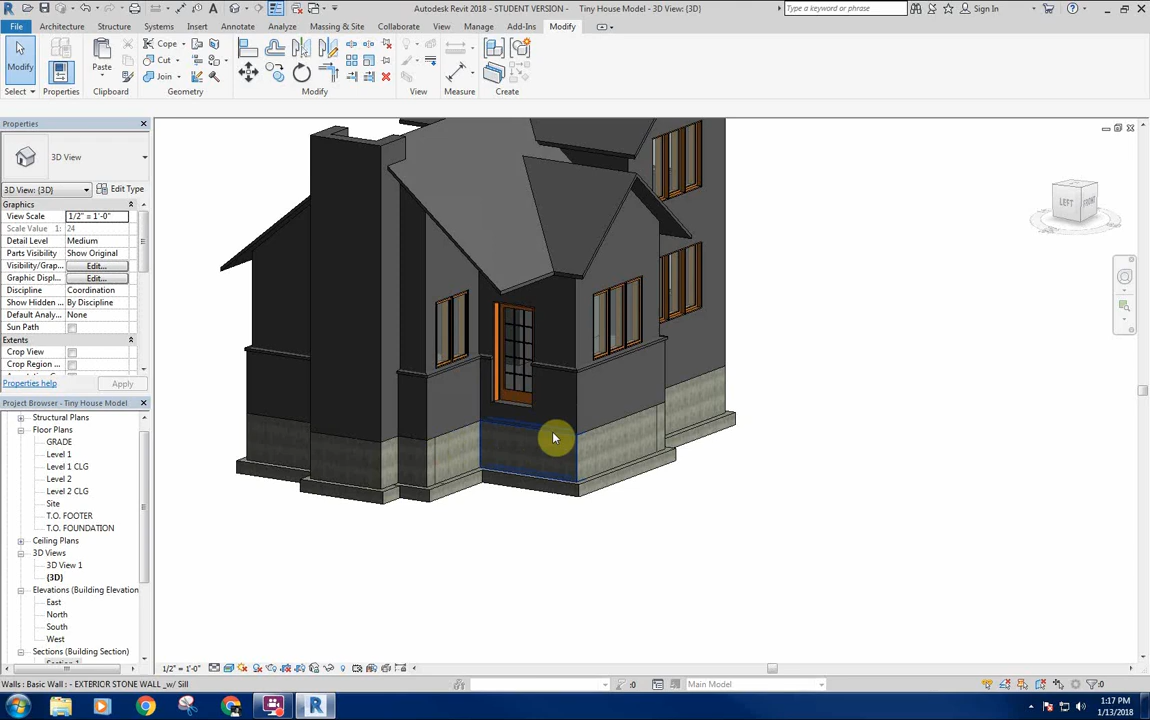 Autodesk Revit 2018 - STUDENT VERSION - Tiny House Model - 3D View: {3D}
Type a keyword or phrase
Sign In
File Architecture Structure Systems Insert Annotate Analyze Massing & Site Collaborate View Manage Add-Ins Modify
Modify
Paste
Cope
Cut
Join
Properties
Select Properties Clipboard Geometry Modify View Measure Create
Properties
3D View
3D View: {3D} Edit Type
Graphics
View Scale 1/2" = 1'-0"
Scale Value 1: 24
Detail Level Medium
Parts Visibility Show Original
Visibility/Grap... Edit...
Graphic Displ... Edit...
Discipline Coordination
Show Hidden ... By Discipline
Default Analy... None
Sun Path
Extents
Crop View
Crop Region ...
Properties help Apply
Project Browser - Tiny House Model
Structural Plans
Floor Plans
GRADE
Level 1
Level 1 CLG
Level 2
Level 2 CLG
Site
T.O. FOOTER
T.O. FOUNDATION
Ceiling Plans
3D Views
3D View 1
{3D}
Elevations (Building Elevation
East
North
South
West
Sections (Building Section)
LEFT FRONT
1/2" = 1'-0"
Walls : Basic Wall : - EXTERIOR STONE WALL _w/ Sill
:0
Main Model
:0
1:17 PM
1/13/2018